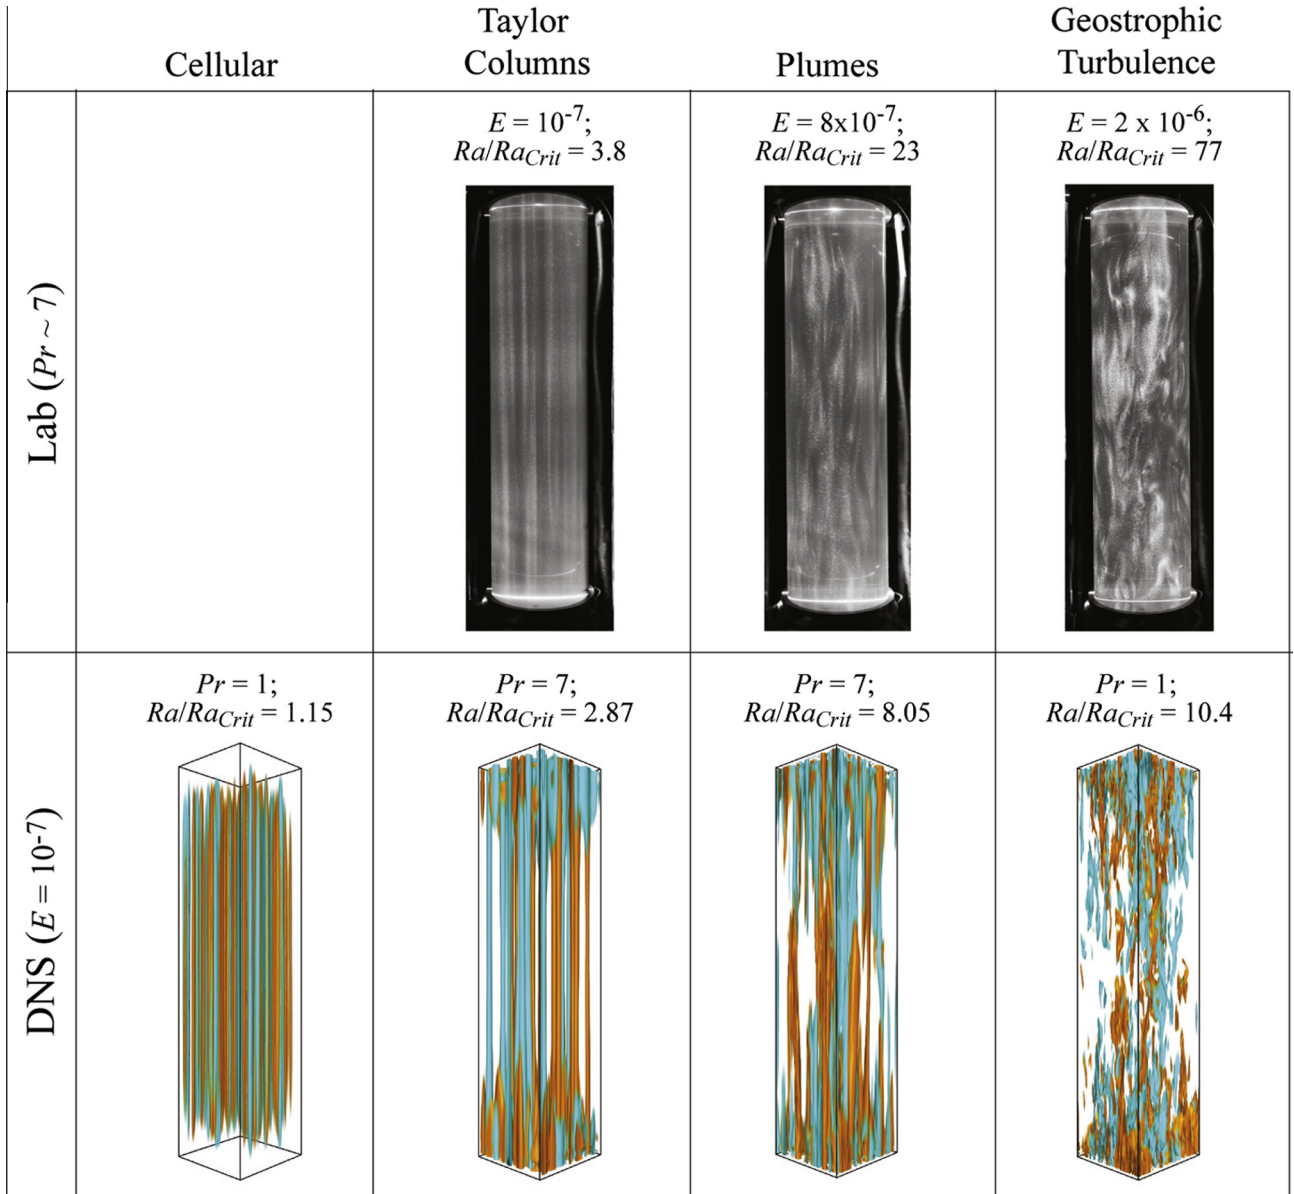 Cellular
Taylor
Columns
Plumes
Geostrophic
Turbulence
Lab (Pr ~ 7)
E = 10⁻⁷;
Ra/Ra_Crit = 3.8
E = 8x10⁻⁷;
Ra/Ra_Crit = 23
E = 2 x 10⁻⁶;
Ra/Ra_Crit = 77
DNS (E = 10⁻⁷)
Pr = 1;
Ra/Ra_Crit = 1.15
Pr = 7;
Ra/Ra_Crit = 2.87
Pr = 7;
Ra/Ra_Crit = 8.05
Pr = 1;
Ra/Ra_Crit = 10.4